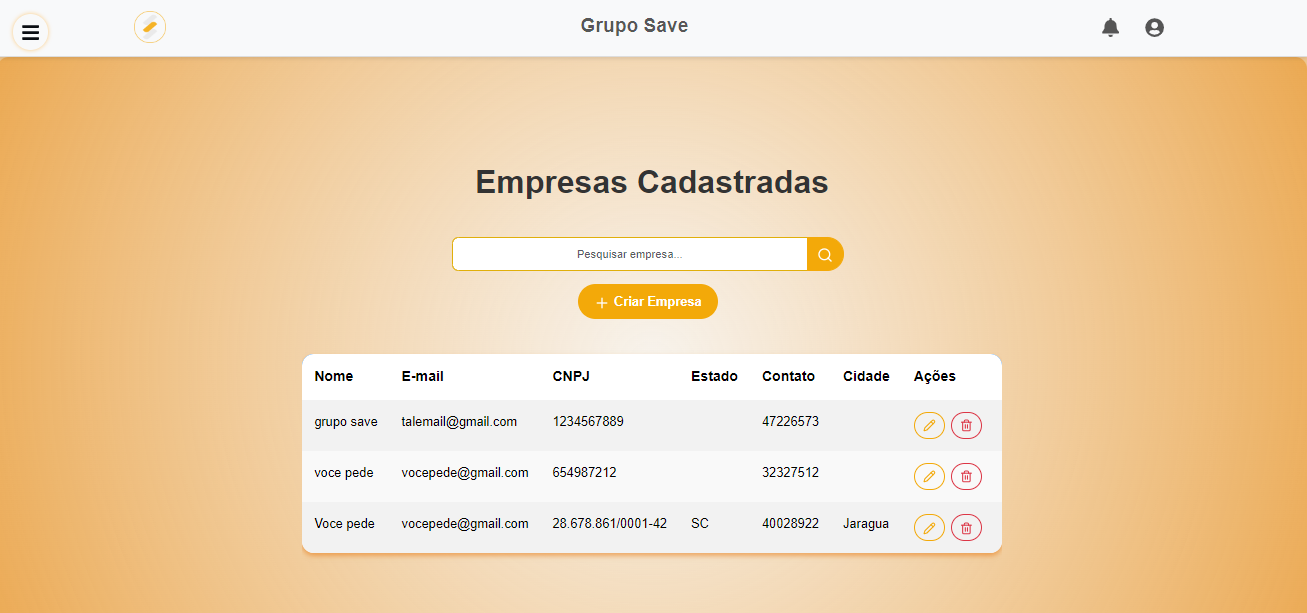 Grupo Save
Empresas Cadastradas
Pesquisar empresa...
Criar Empresa
Nome E-mail CNPJ Estado Contato Cidade Ações
grupo save talemail@gmail.com 1234567889 47226573
voce pede vocepede@gmail.com 654987212 32327512
Voce pede vocepede@gmail.com 28.678.861/0001-42 SC 40028922 Jaragua